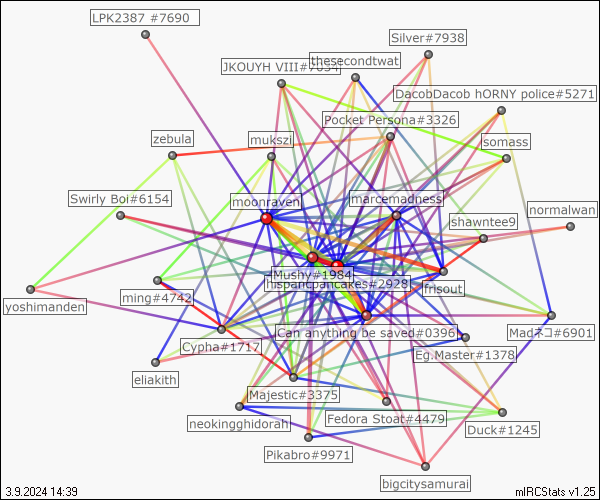 LPK2387 #7690
Silver#7938
thesecondtwat
JKOUYH VIII#7034
DacobDacob hORNY police#5271
Pocket Persona#3326
zebula
mukszi
somass
Swirly Boi#6154
moonraven
marcemadness
normalwan
shawntee9
Mushy#1984
hispanicpancakes#2928
frisout
yoshimanden
ming#4742
Can anything be saved#0396
Madネコ#6901
Cypha#1717
Eg.Master#1378
eliakith
Majestic#3375
Fedora Stoat#4479
neokingghidorah
Duck#1245
Pikabro#9971
bigcitysamurai
3.9.2024 14:39
mIRCStats v1.25